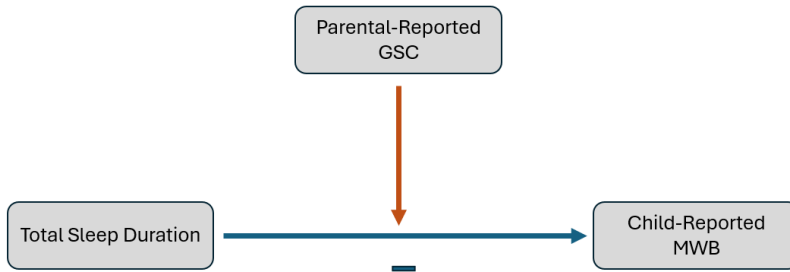 Parental-Reported
GSC
Total Sleep Duration
Child-Reported
MWB